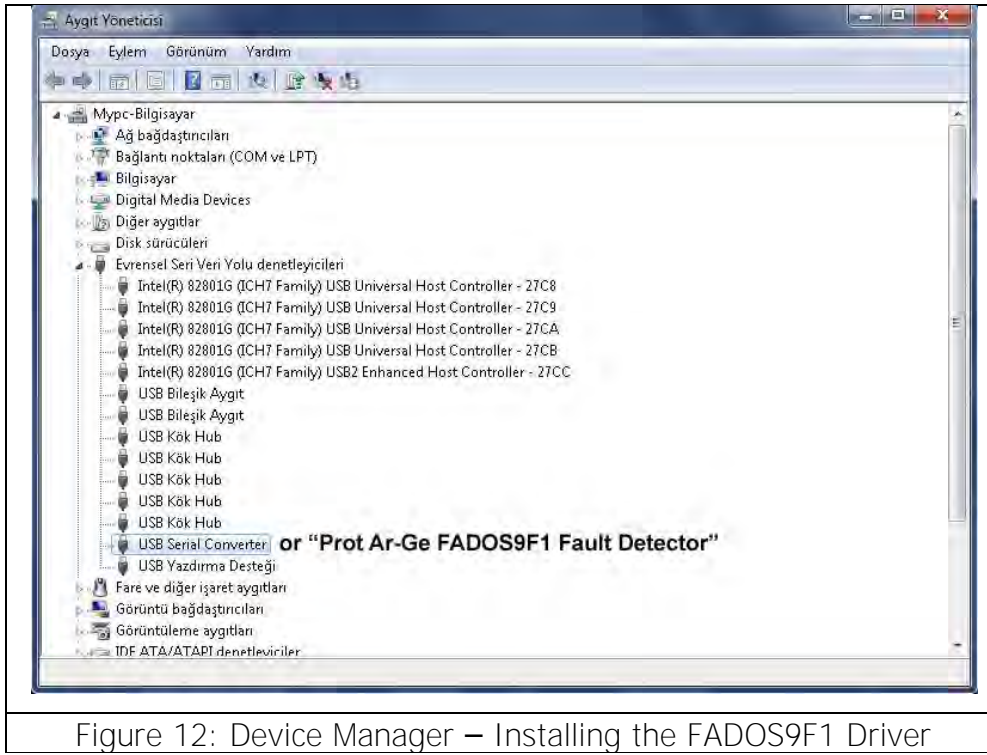 Aygıt Yöneticisi
Dosya Eylem Görünüm Yardım
Mypc-Bilgisayar
Ağ bağdaştırıcıları
Bağlantı noktaları (COM ve LPT)
Bilgisayar
Digital Media Devices
Diğer aygıtlar
Disk sürücüleri
Evrensel Seri Veri Yolu denetleyicileri
Intel(R) 82801G (ICH7 Family) USB Universal Host Controller - 27C8
Intel(R) 82801G (ICH7 Family) USB Universal Host Controller - 27C9
Intel(R) 82801G (ICH7 Family) USB Universal Host Controller - 27CA
Intel(R) 82801G (ICH7 Family) USB Universal Host Controller - 27CB
Intel(R) 82801G (ICH7 Family) USB2 Enhanced Host Controller - 27CC
USB Bileşik Aygıt
USB Bileşik Aygıt
USB Kök Hub
USB Kök Hub
USB Kök Hub
USB Kök Hub
USB Kök Hub
USB Serial Converter or “Prot Ar-Ge FADOS9F1 Fault Detector”
USB Yazdırma Desteği
Fare ve diğer işaret aygıtları
Görüntü bağdaştırıcıları
Görüntüleme aygıtları
IDE ATA/ATAPI denetleyiciler
Figure 12: Device Manager – Installing the FADOS9F1 Driver